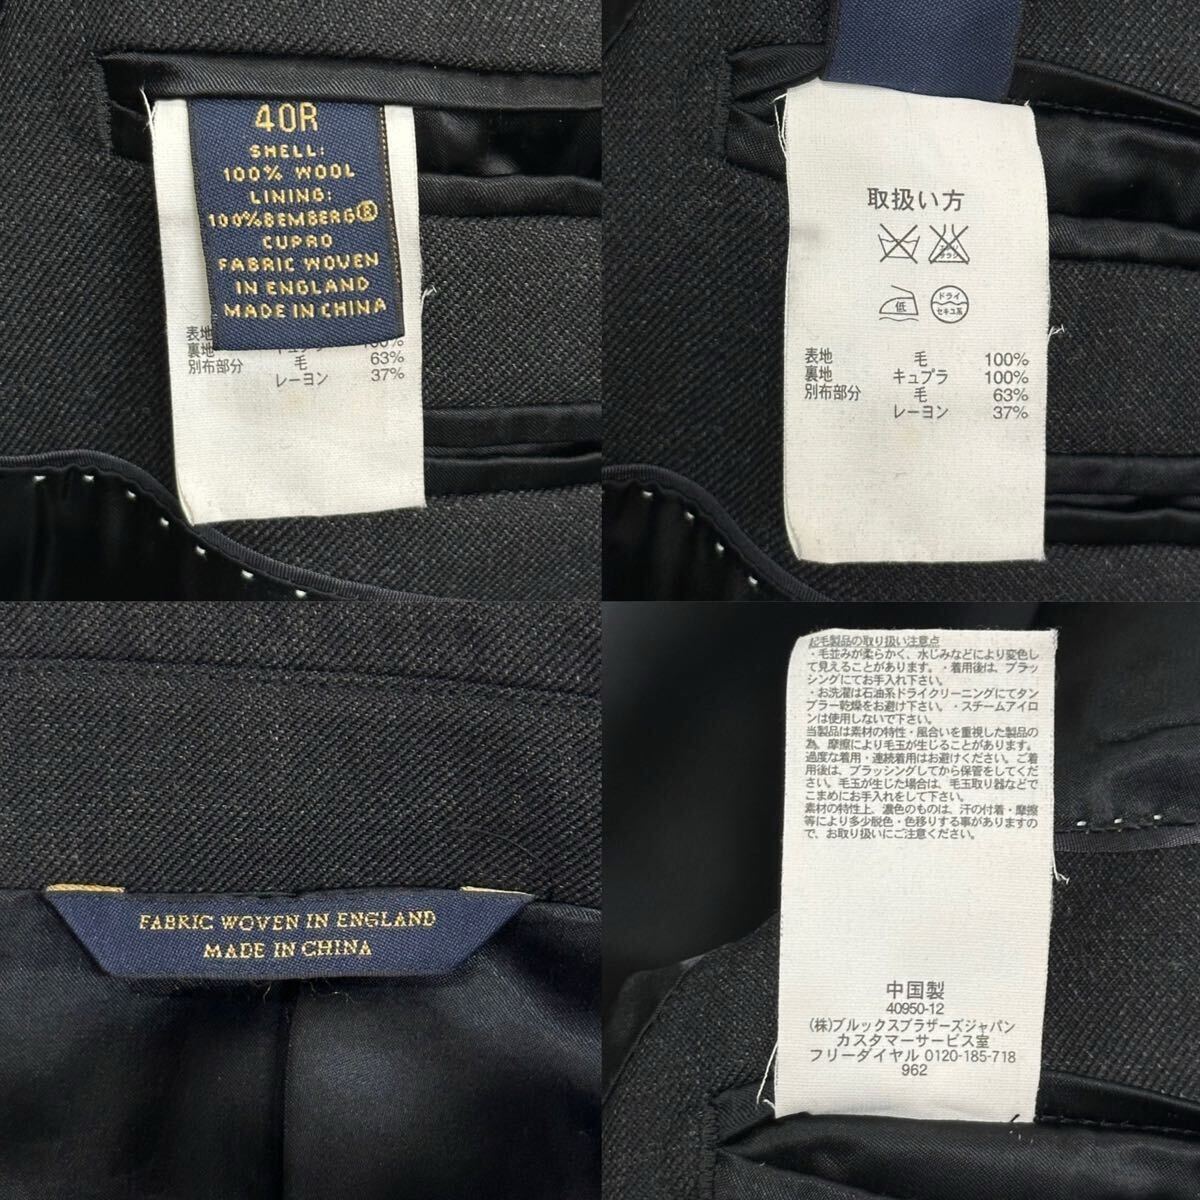 40R
SHELL:
100% WOOL
LINING:
100%BEMBERG®
CUPRO
FABRIC WOVEN
IN ENGLAND
MADE IN CHINA
表地
裏地
別布部分 毛 63%
レーヨン 37%
取扱い方
低
ドライ
セキユ系
表地 毛 100%
裏地 キュプラ 100%
別布部分 毛 63%
レーヨン 37%
FABRIC WOVEN IN ENGLAND
MADE IN CHINA
起毛製品の取り扱い注意点
・毛並みが柔らかく、水じみなどにより変色し
て見えることがあります。・着用後は、ブラッ
シングにてお手入れ下さい。
・お洗濯は石油系ドライクリーニングにてタン
ブラー乾燥をお避け下さい。・スチームアイロ
ンは使用しないで下さい。
当製品は素材の特性・風合いを重視した製品の
為、摩擦により毛玉が生じることがあります。
過度な着用・連続着用はお避けください。ご着
用後は、ブラッシングしてから保管をしてくだ
さい。毛玉が生じた場合は、毛玉取り器などで
こまめにお手入れをして下さい。
素材の特性上、濃色のものは、汗の付着・摩擦
等により多少脱色・色移りする事がありますの
で、お取り扱いにご注意ください。
中国製
40950-12
(株)ブルックスブラザーズジャパン
カスタマーサービス室
フリーダイヤル 0120-185-718
962